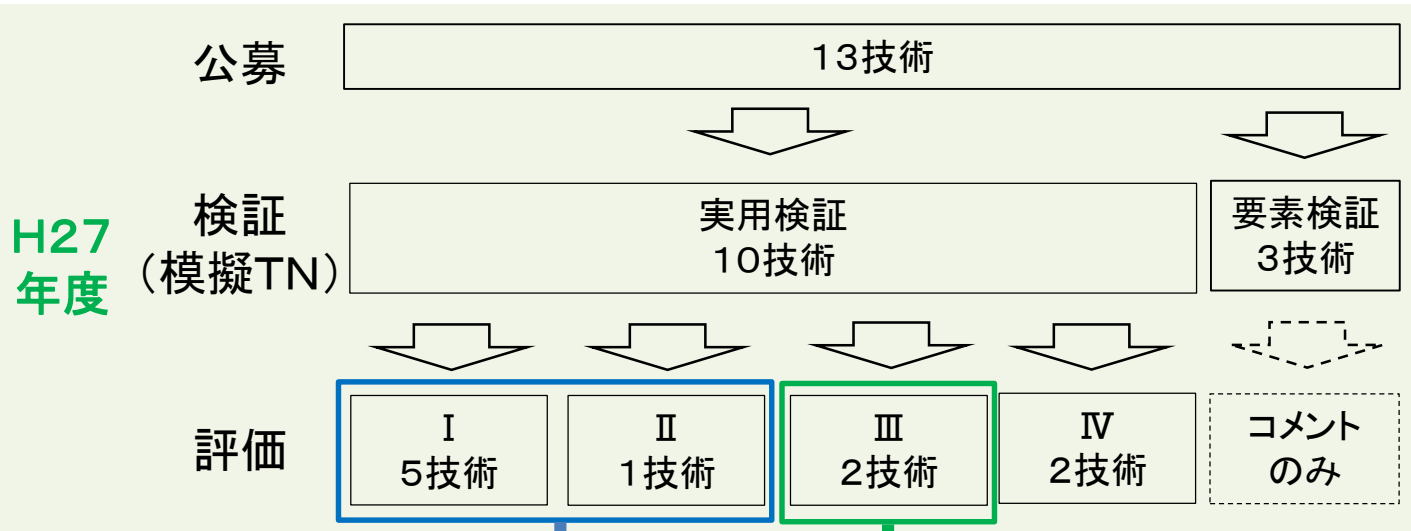 公募
13技術
H27
年度
検証
(模擬TN)
実用検証
10技術
要素検証
3技術
評価
Ⅰ
5技術
Ⅱ
1技術
Ⅲ
2技術
Ⅳ
2技術
コメント
のみ